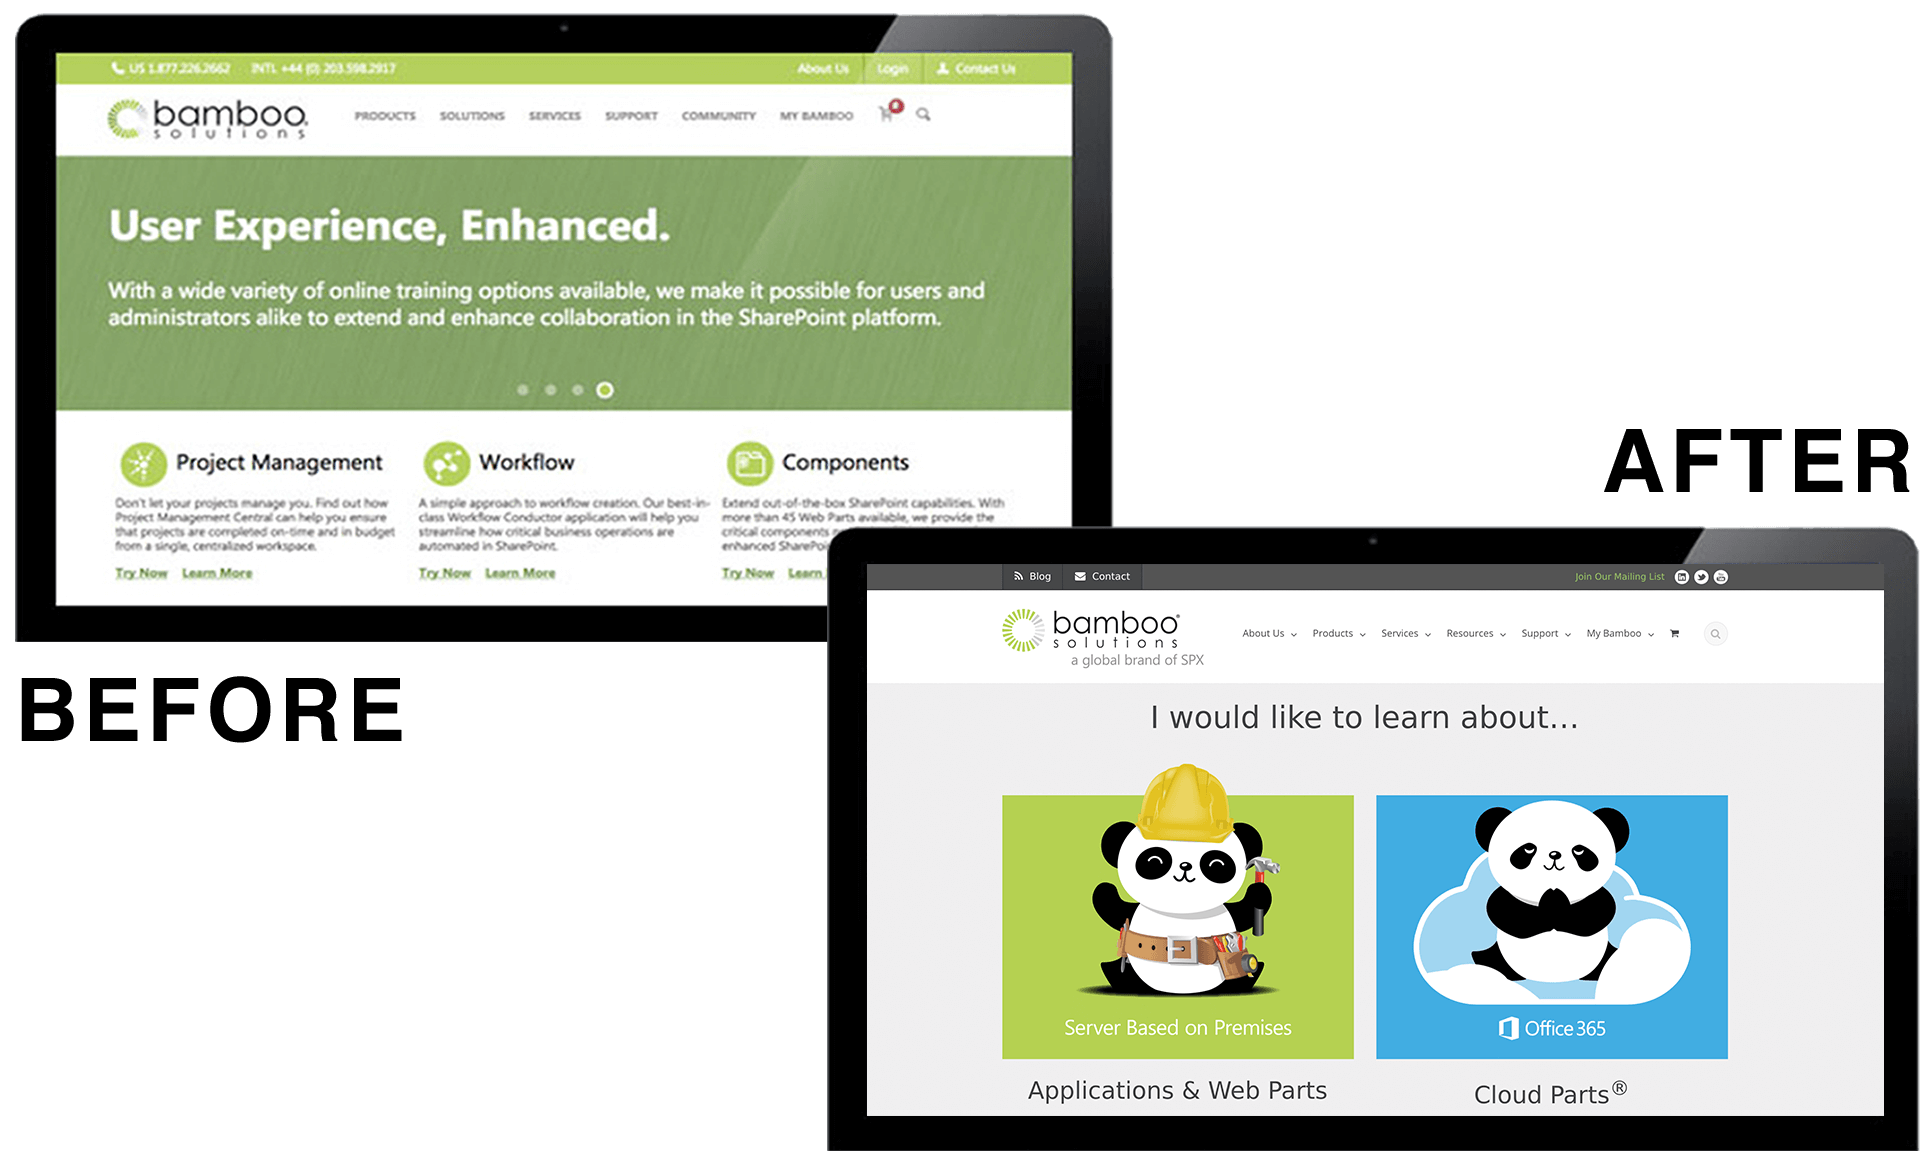 US 1.877.226.2662 INTL +44 (0) 203.598.2917 About Us Login Contact Us
bamboo
solutions
PRODUCTS SOLUTIONS SERVICES SUPPORT COMMUNITY MY BAMBOO
User Experience, Enhanced.
With a wide variety of online training options available, we make it possible for users and
administrators alike to extend and enhance collaboration in the SharePoint platform.
Project Management
Don't let your projects manage you. Find out how
Project Management Central can help you ensure
that projects are completed on-time and in budget
from a single, centralized workspace.
Try Now Learn More
Workflow
A simple approach to workflow creation. Our best-in-
class Workflow Conductor application will help you
streamline how critical business operations are
automated in SharePoint.
Try Now Learn More
Components
Extend out-of-the-box SharePoint capabilities. With
more than 45 Web Parts available, we provide the
critical components
enhanced SharePoi
Try Now Learn
BEFORE
AFTER
Blog Contact Join Our Mailing List
bamboo®
solutions
a global brand of SPX
About Us Products Services Resources Support My Bamboo
I would like to learn about...
Server Based on Premises
Office 365
Applications & Web Parts
Cloud Parts®